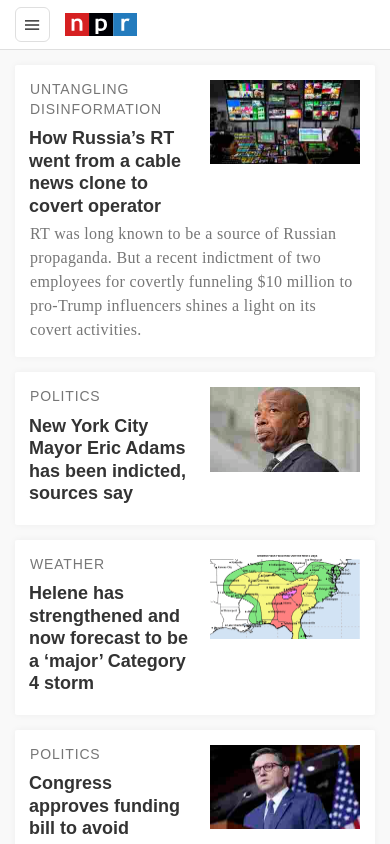 npr
UNTANGLING
DISINFORMATION
How Russia’s RT
went from a cable
news clone to
covert operator
RT was long known to be a source of Russian
propaganda. But a recent indictment of two
employees for covertly funneling $10 million to
pro-Trump influencers shines a light on its
covert activities.
POLITICS
New York City
Mayor Eric Adams
has been indicted,
sources say
WEATHER
Helene has
strengthened and
now forecast to be
a ‘major’ Category
4 storm
POLITICS
Congress
approves funding
bill to avoid